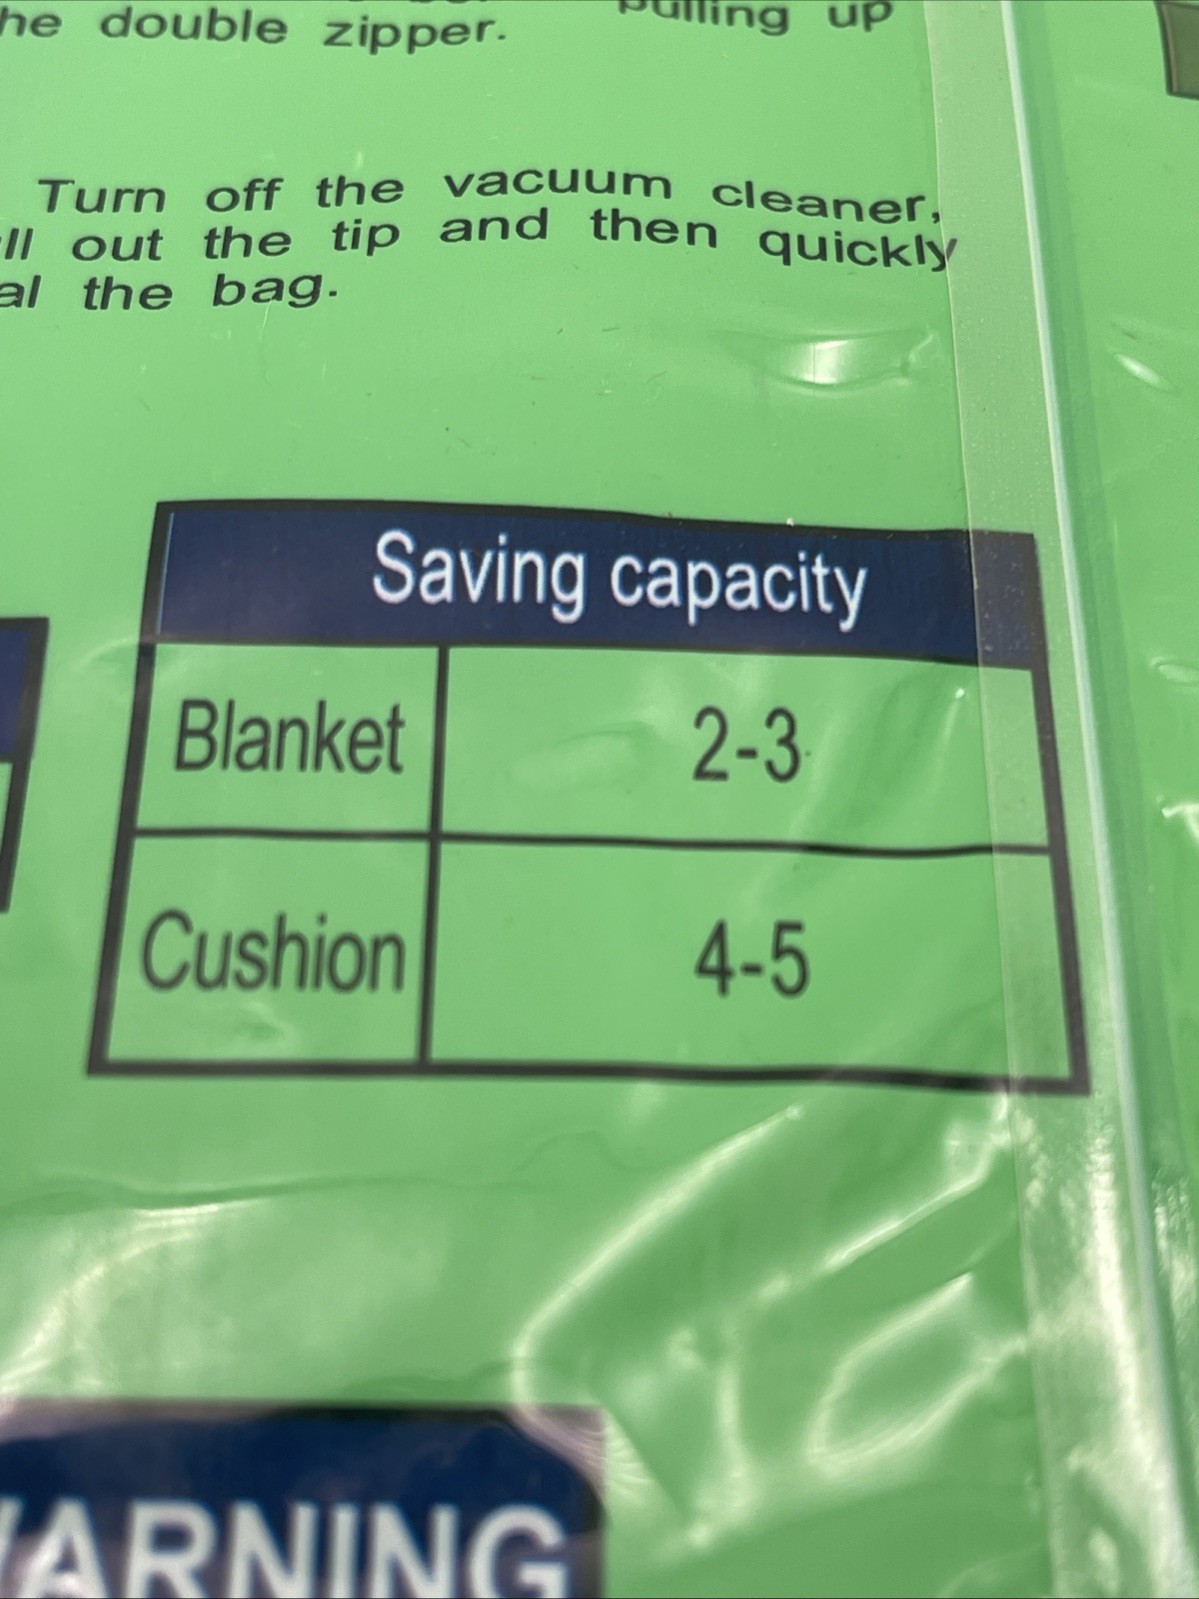 he double zipper. pulling up
Turn off the vacuum cleaner,
ll out the tip and then quickly
al the bag.
Saving capacity
Blanket 2-3
Cushion 4-5
ARNING